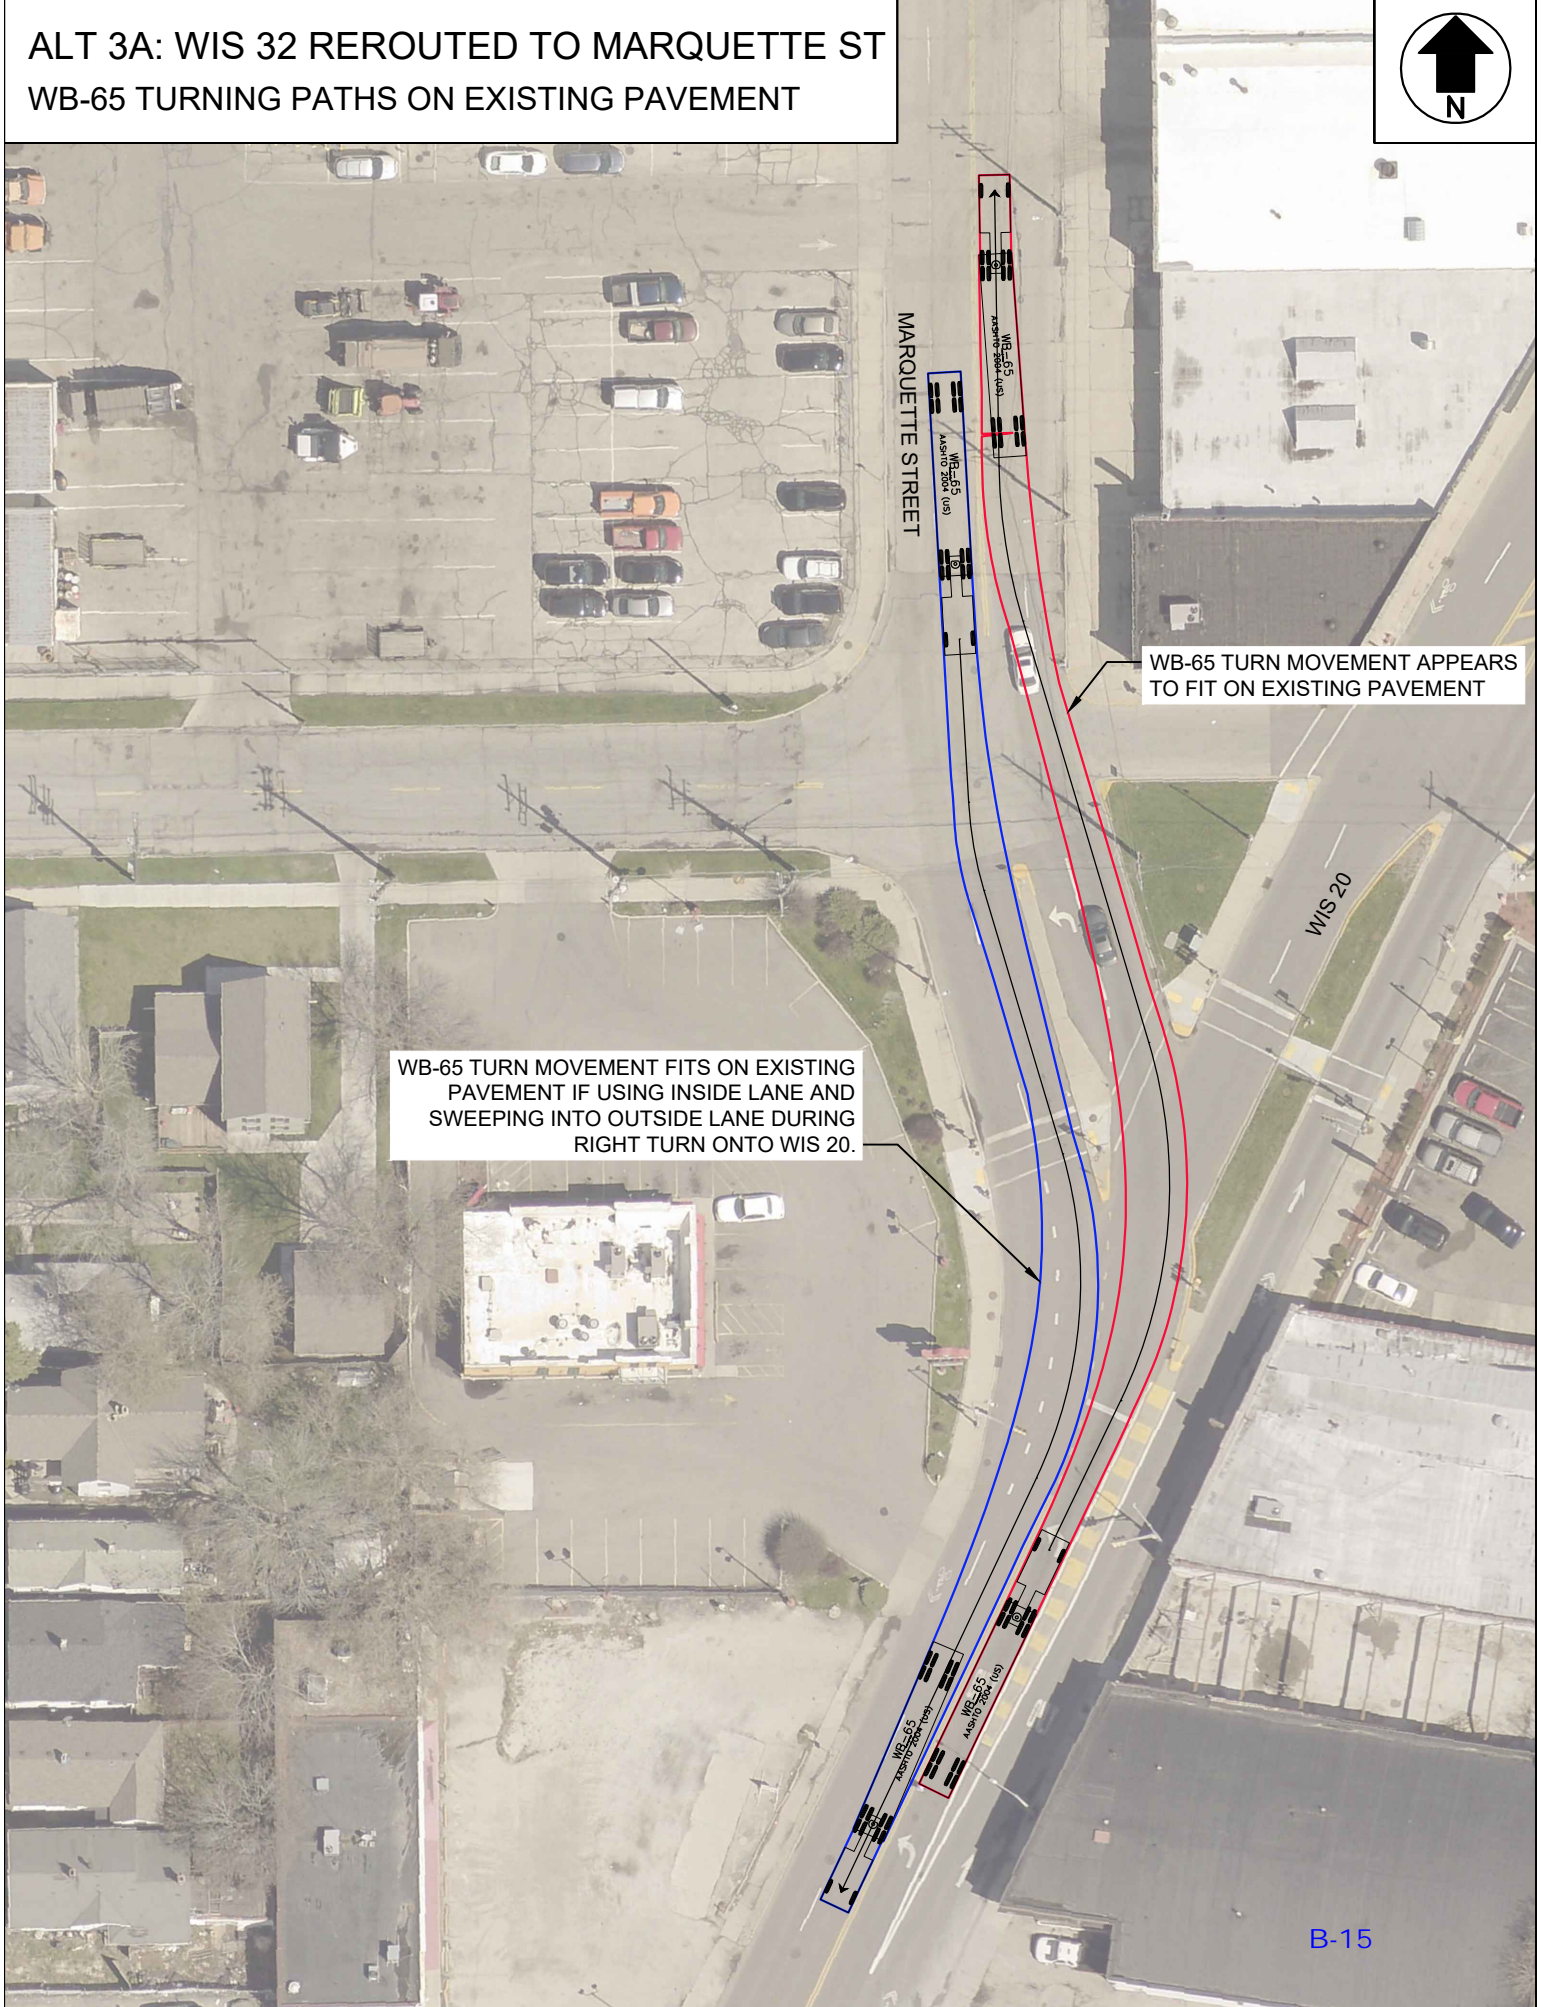 ALT 3A: WIS 32 REROUTED TO MARQUETTE ST
WB-65 TURNING PATHS ON EXISTING PAVEMENT
N
MARQUETTE STREET
WB-65
AASHTO 2004 (US)
WB-65
AASHTO 2004 (US)
WB-65 TURN MOVEMENT APPEARS
TO FIT ON EXISTING PAVEMENT
WIS 20
WB-65 TURN MOVEMENT FITS ON EXISTING
PAVEMENT IF USING INSIDE LANE AND
SWEEPING INTO OUTSIDE LANE DURING
RIGHT TURN ONTO WIS 20.
WB-65
AASHTO 2004 (US)
WB-65
AASHTO 2004 (US)
B-15